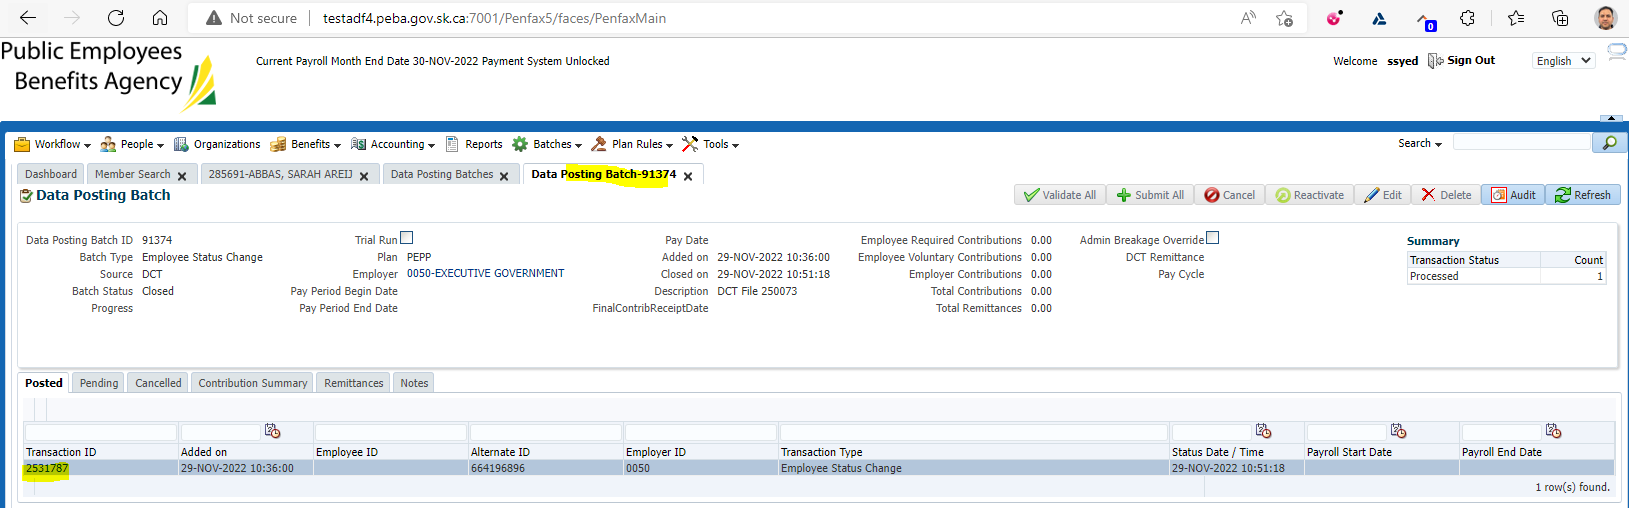 Not secure | testadf4.peba.gov.sk.ca:7001/Penfax5/faces/PenfaxMain
Public Employees
Benefits Agency
Current Payroll Month End Date 30-NOV-2022 Payment System Unlocked
Welcome ssyed Sign Out English
Workflow People Organizations Benefits Accounting Reports Batches Plan Rules Tools Search
Dashboard Member Search 285691-ABBAS, SARAH AREIJ Data Posting Batches Data Posting Batch-91374
Data Posting Batch Validate All Submit All Cancel Reactivate Edit Delete Audit Refresh
Data Posting Batch ID 91374 Trial Run Pay Date Employee Required Contributions 0.00 Admin Breakage Override Summary
Batch Type Employee Status Change Plan PEPP Added on 29-NOV-2022 10:36:00 Employee Voluntary Contributions 0.00 DCT Remittance Transaction Status Count
Source DCT Employer 0050-EXECUTIVE GOVERNMENT Closed on 29-NOV-2022 10:51:18 Employer Contributions 0.00 Pay Cycle Processed 1
Batch Status Closed Pay Period Begin Date Description DCT File 250073 Total Contributions 0.00
Progress Pay Period End Date FinalContribReceiptDate Total Remittances 0.00
Posted Pending Cancelled Contribution Summary Remittances Notes
Transaction ID Added on Employee ID Alternate ID Employer ID Transaction Type Status Date / Time Payroll Start Date Payroll End Date
2531787 29-NOV-2022 10:36:00 664196896 0050 Employee Status Change 29-NOV-2022 10:51:18
1 row(s) found.